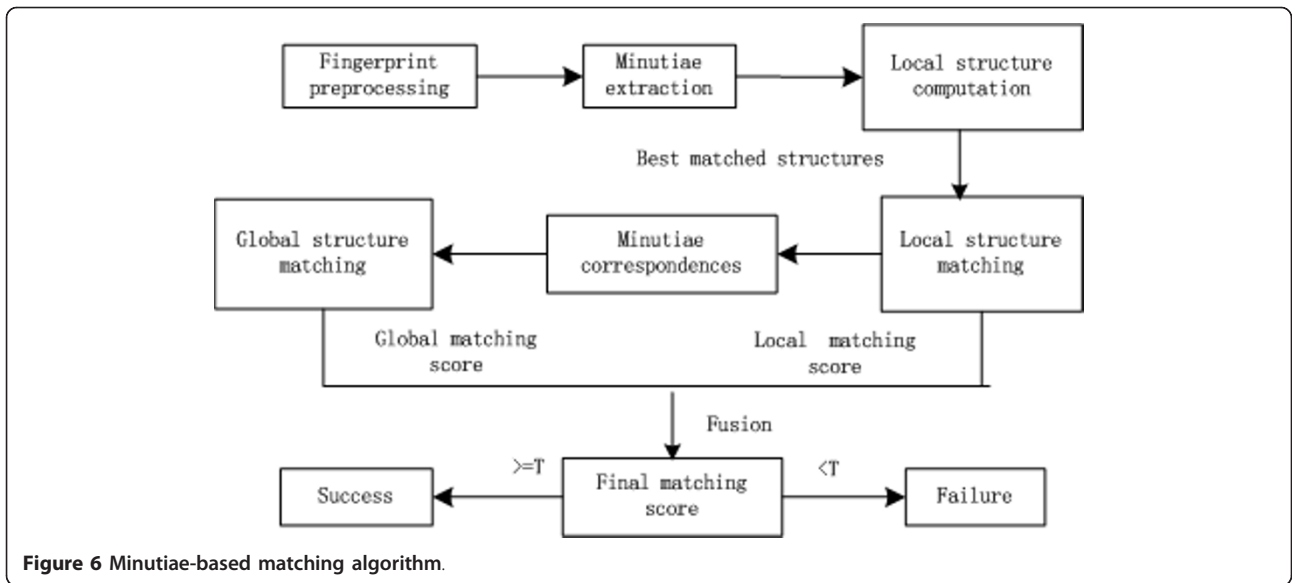 Fingerprint
preprocessing
Minutiae
extraction
Local structure
computation
Best matched structures
Global structure
matching
Minutiae
correspondences
Local structure
matching
Global matching
score
Local matching
score
Fusion
>=T
<T
Success
Final matching
score
Failure
Figure 6 Minutiae-based matching algorithm.